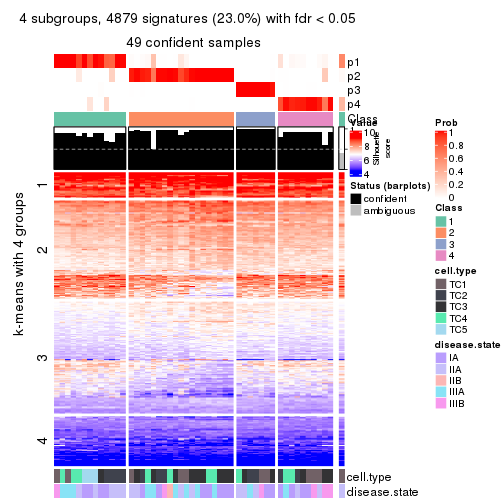 4 subgroups, 4879 signatures (23.0%) with fdr < 0.05
49 confident samples
p1
p2
p3
p4
Class
Silhouette
score
k-means with 4 groups
1
2
3
4
cell.type
disease.state
Value
10
8
6
4
Status (barplots)
confident
ambiguous
Prob
1
0.8
0.6
0.4
0.2
0
Class
1
2
3
4
cell.type
TC1
TC2
TC3
TC4
TC5
disease.state
IA
IIA
IIB
IIIA
IIIB